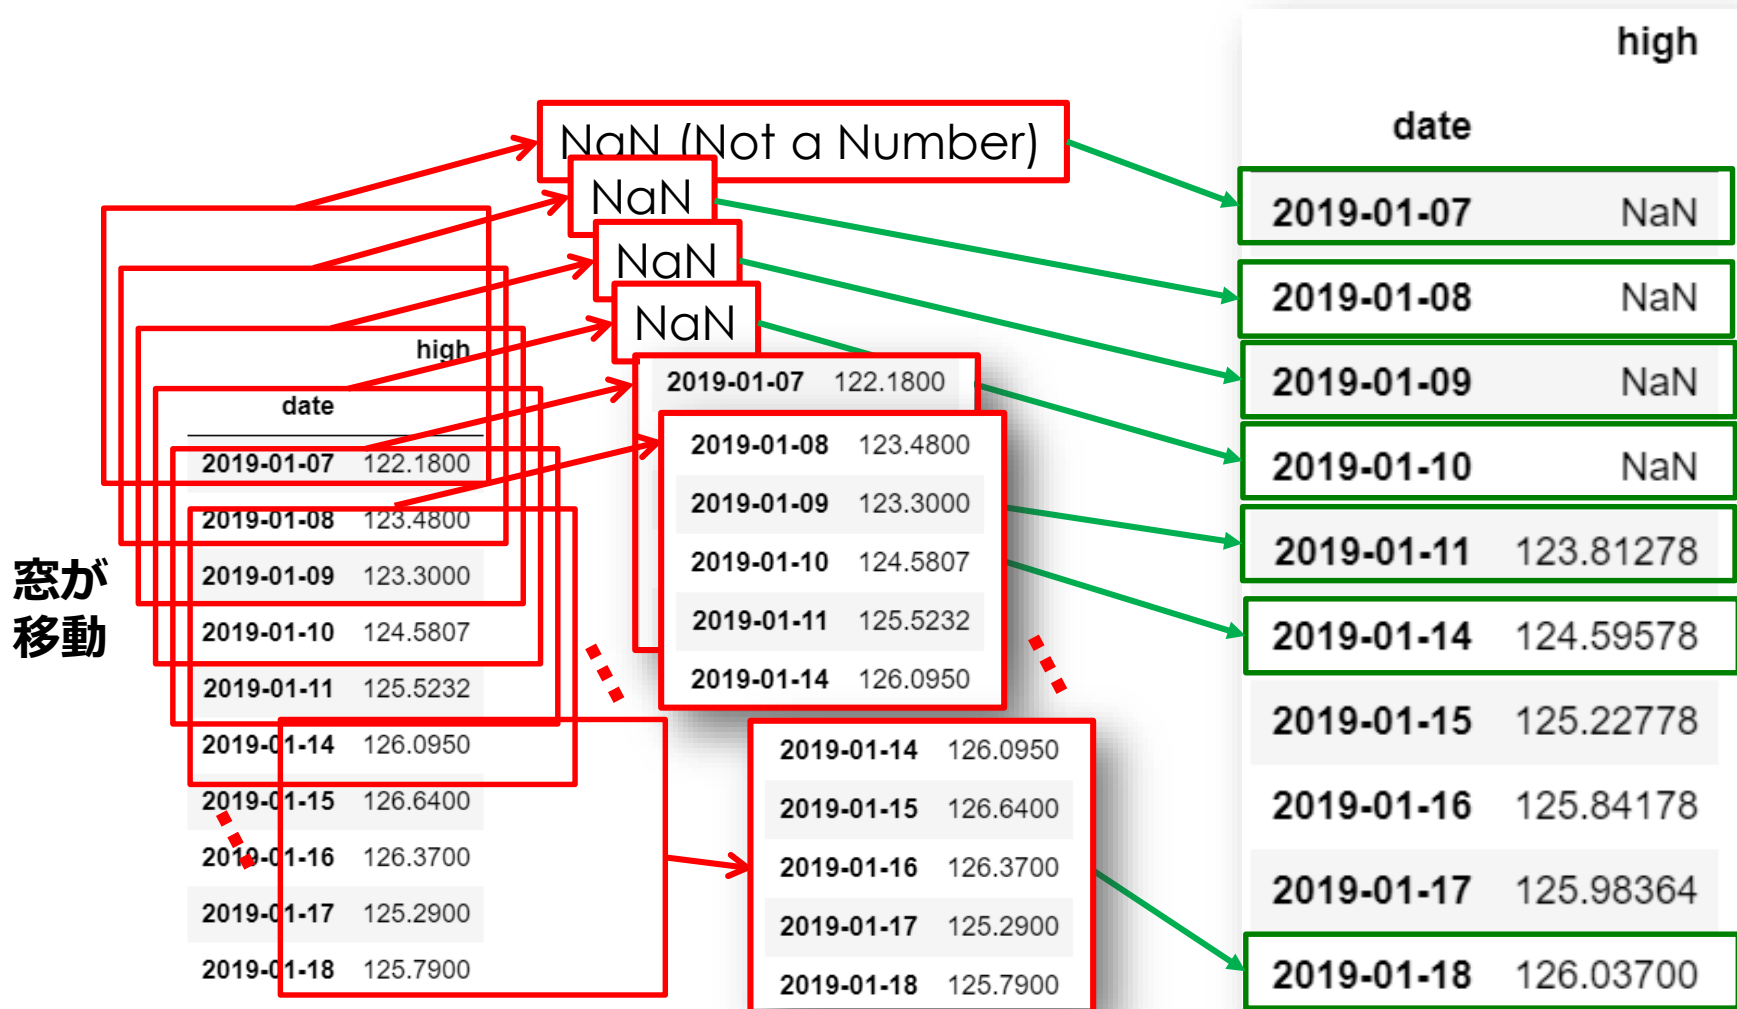 窓が
移動
high
date
2019-01-07 122.1800
2019-01-08 123.4800
2019-01-09 123.3000
2019-01-10 124.5807
2019-01-11 125.5232
2019-01-14 126.0950
2019-01-15 126.6400
2019-01-16 126.3700
2019-01-17 125.2900
2019-01-18 125.7900
NaN (Not a Number)
NaN
NaN
NaN
2019-01-07 122.1800
2019-01-08 123.4800
2019-01-09 123.3000
2019-01-10 124.5807
2019-01-11 125.5232
2019-01-14 126.0950
2019-01-14 126.0950
2019-01-15 126.6400
2019-01-16 126.3700
2019-01-17 125.2900
2019-01-18 125.7900
high
date
2019-01-07 NaN
2019-01-08 NaN
2019-01-09 NaN
2019-01-10 NaN
2019-01-11 123.81278
2019-01-14 124.59578
2019-01-15 125.22778
2019-01-16 125.84178
2019-01-17 125.98364
2019-01-18 126.03700